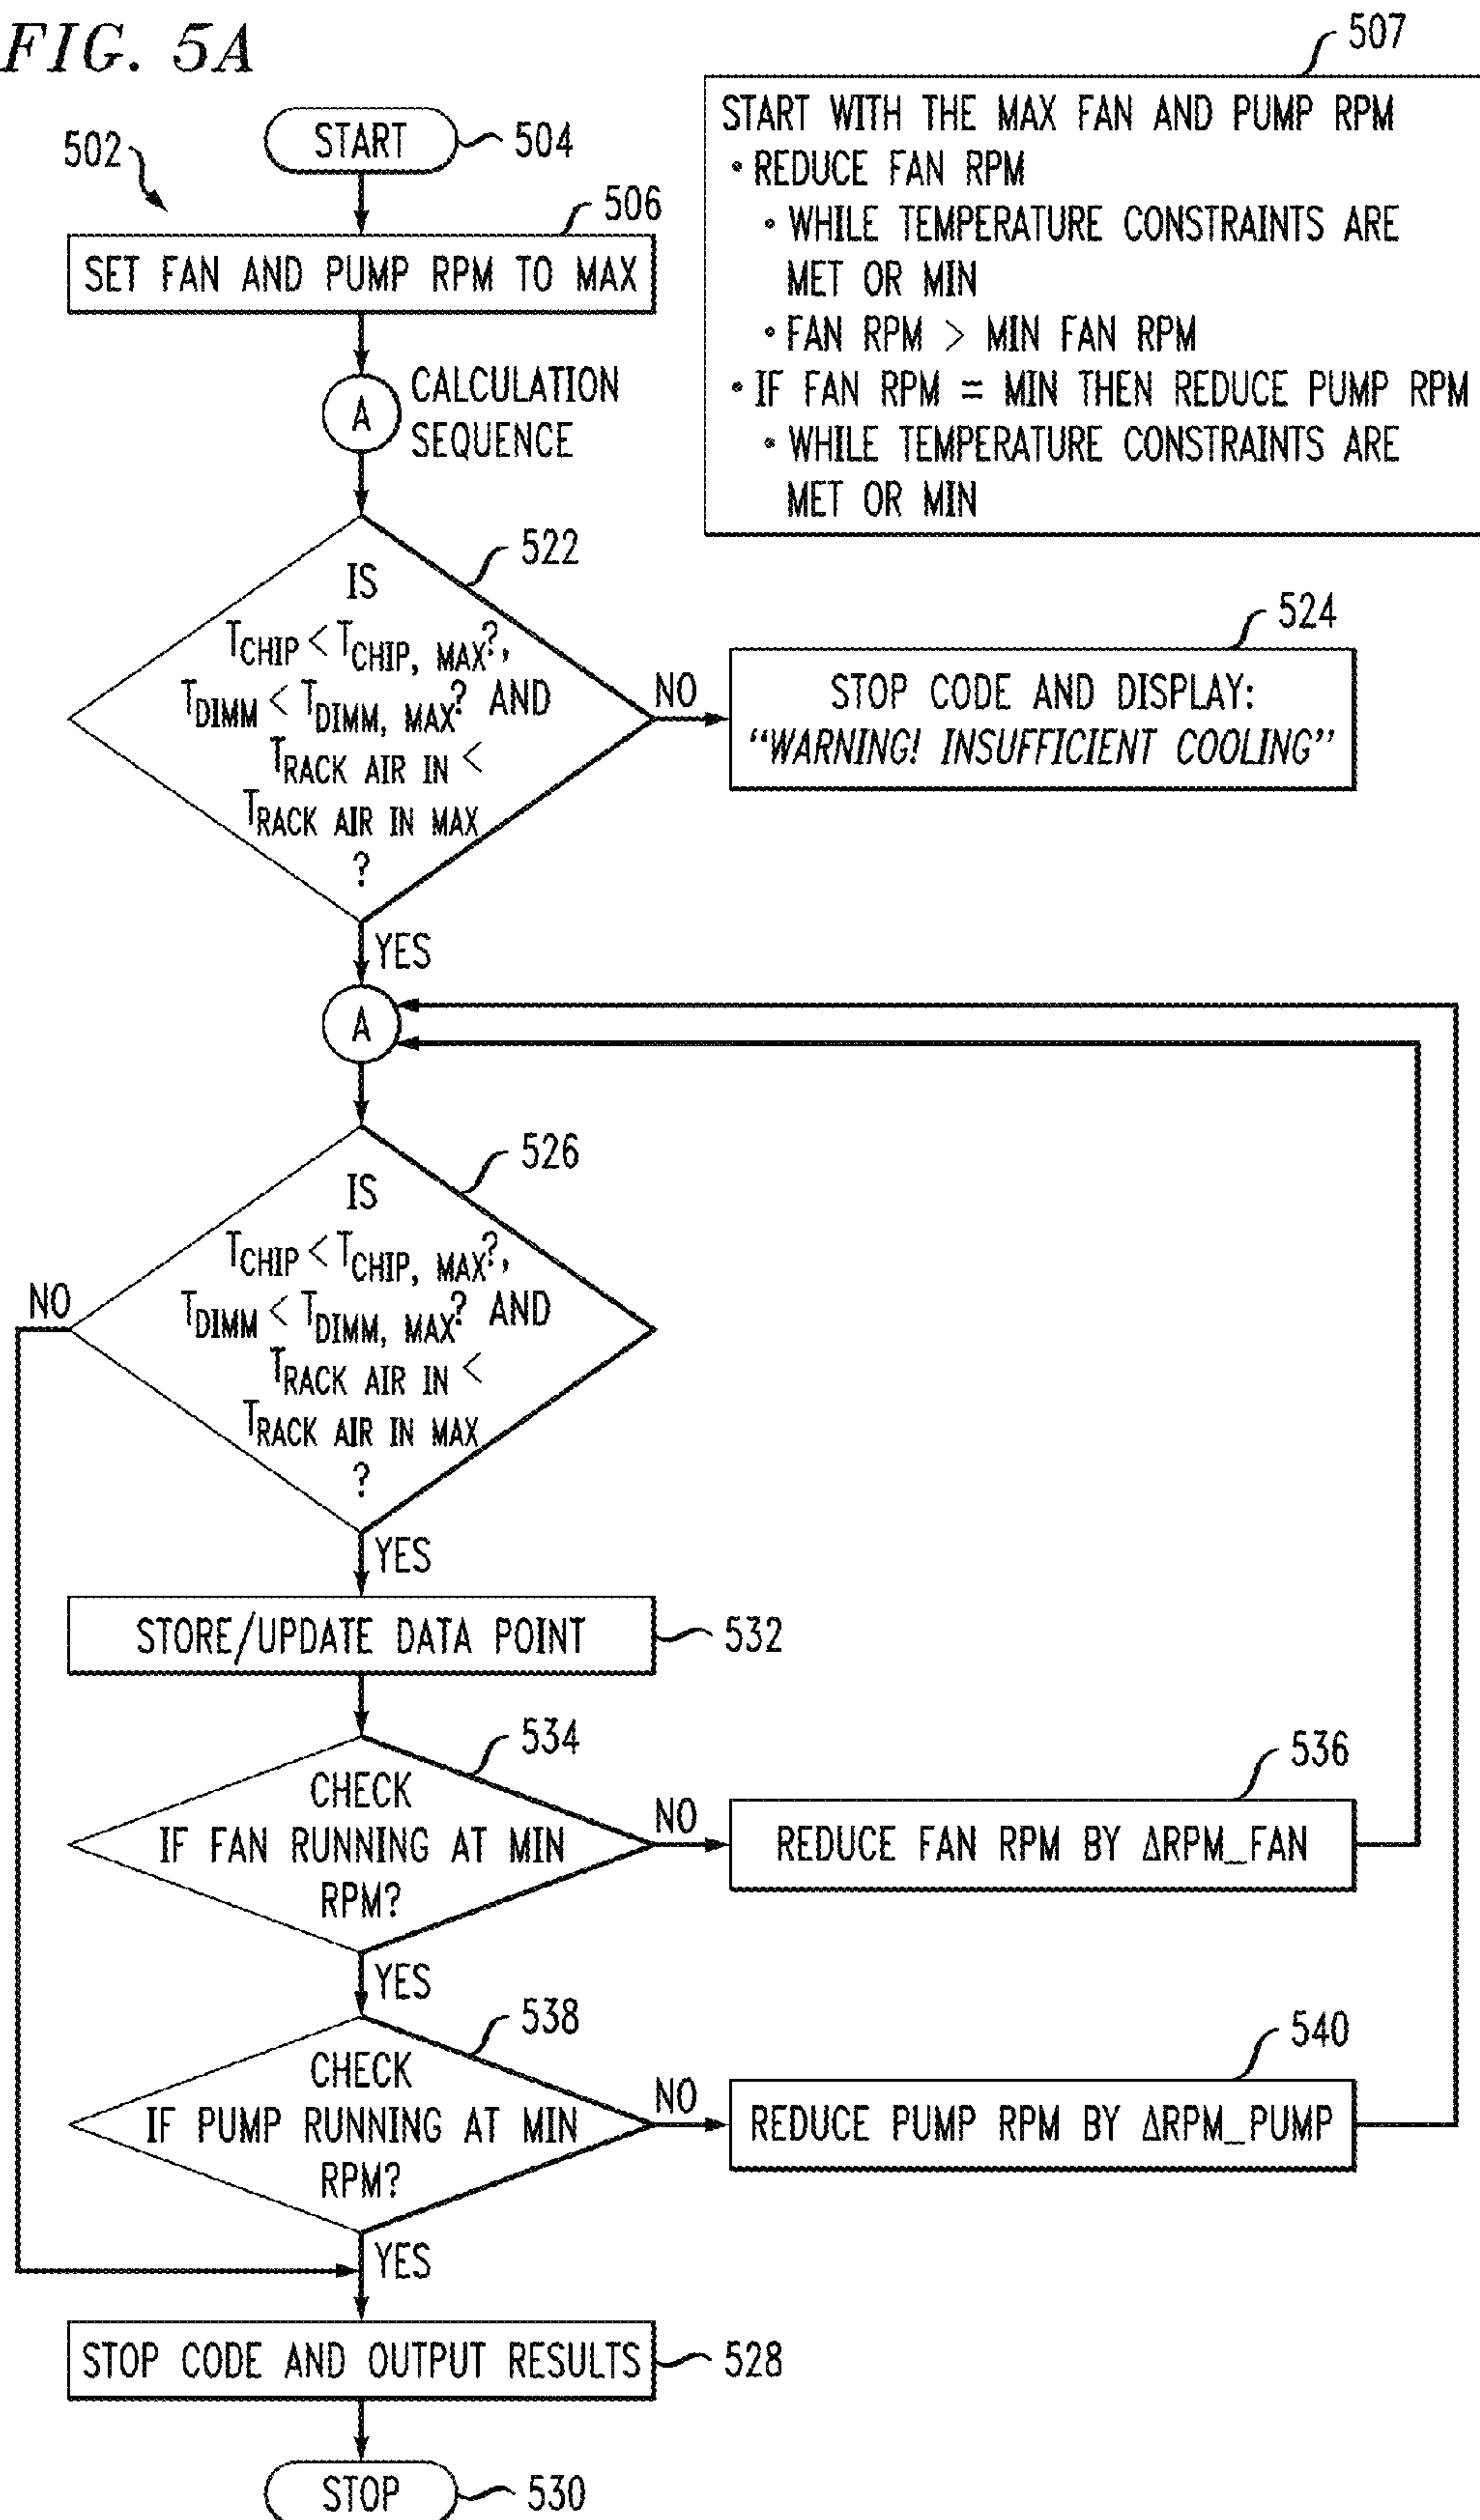 FIG. 5A
507
START WITH THE MAX FAN AND PUMP RPM
• REDUCE FAN RPM
• WHILE TEMPERATURE CONSTRAINTS ARE
MET OR MIN
• FAN RPM > MIN FAN RPM
• IF FAN RPM = MIN THEN REDUCE PUMP RPM
• WHILE TEMPERATURE CONSTRAINTS ARE
MET OR MIN
502
START
504
506
SET FAN AND PUMP RPM TO MAX
A
CALCULATION
SEQUENCE
522
IS
TCHIP < TCHIP, MAX?,
TDIMM < TDIMM, MAX? AND
TRACK AIR IN <
TRACK AIR IN MAX
?
NO
524
STOP CODE AND DISPLAY:
“WARNING! INSUFFICIENT COOLING”
YES
A
526
IS
TCHIP < TCHIP, MAX?,
TDIMM < TDIMM, MAX? AND
TRACK AIR IN <
TRACK AIR IN MAX
?
NO
YES
STORE/UPDATE DATA POINT
532
534
CHECK
IF FAN RUNNING AT MIN
RPM?
NO
536
REDUCE FAN RPM BY ΔRPM_FAN
YES
538
CHECK
IF PUMP RUNNING AT MIN
RPM?
NO
540
REDUCE PUMP RPM BY ΔRPM_PUMP
YES
STOP CODE AND OUTPUT RESULTS
528
STOP
530